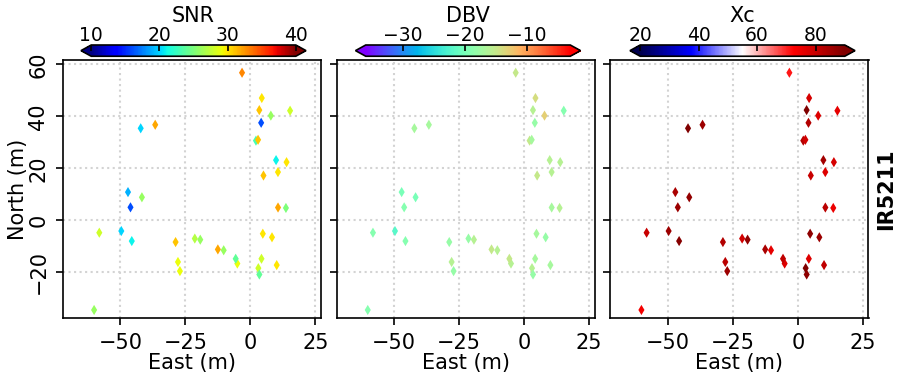 SNR DBV Xc
10 20 30 40 −30 −20 −10 20 40 60 80
60
40
20
0
−20
North (m)
IR5211
−50 −25 0 25 −50 −25 0 25 −50 −25 0 25
East (m) East (m) East (m)